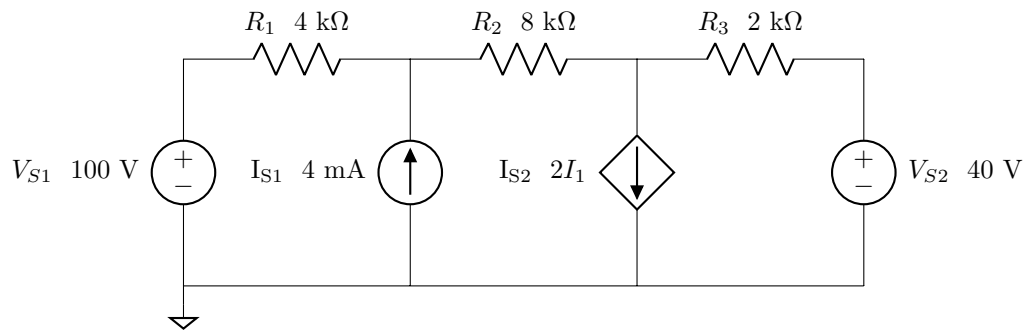 R1 4 kΩ
R2 8 kΩ
R3 2 kΩ
VS1 100 V
+
−
IS1 4 mA
IS2 2I1
+
−
VS2 40 V